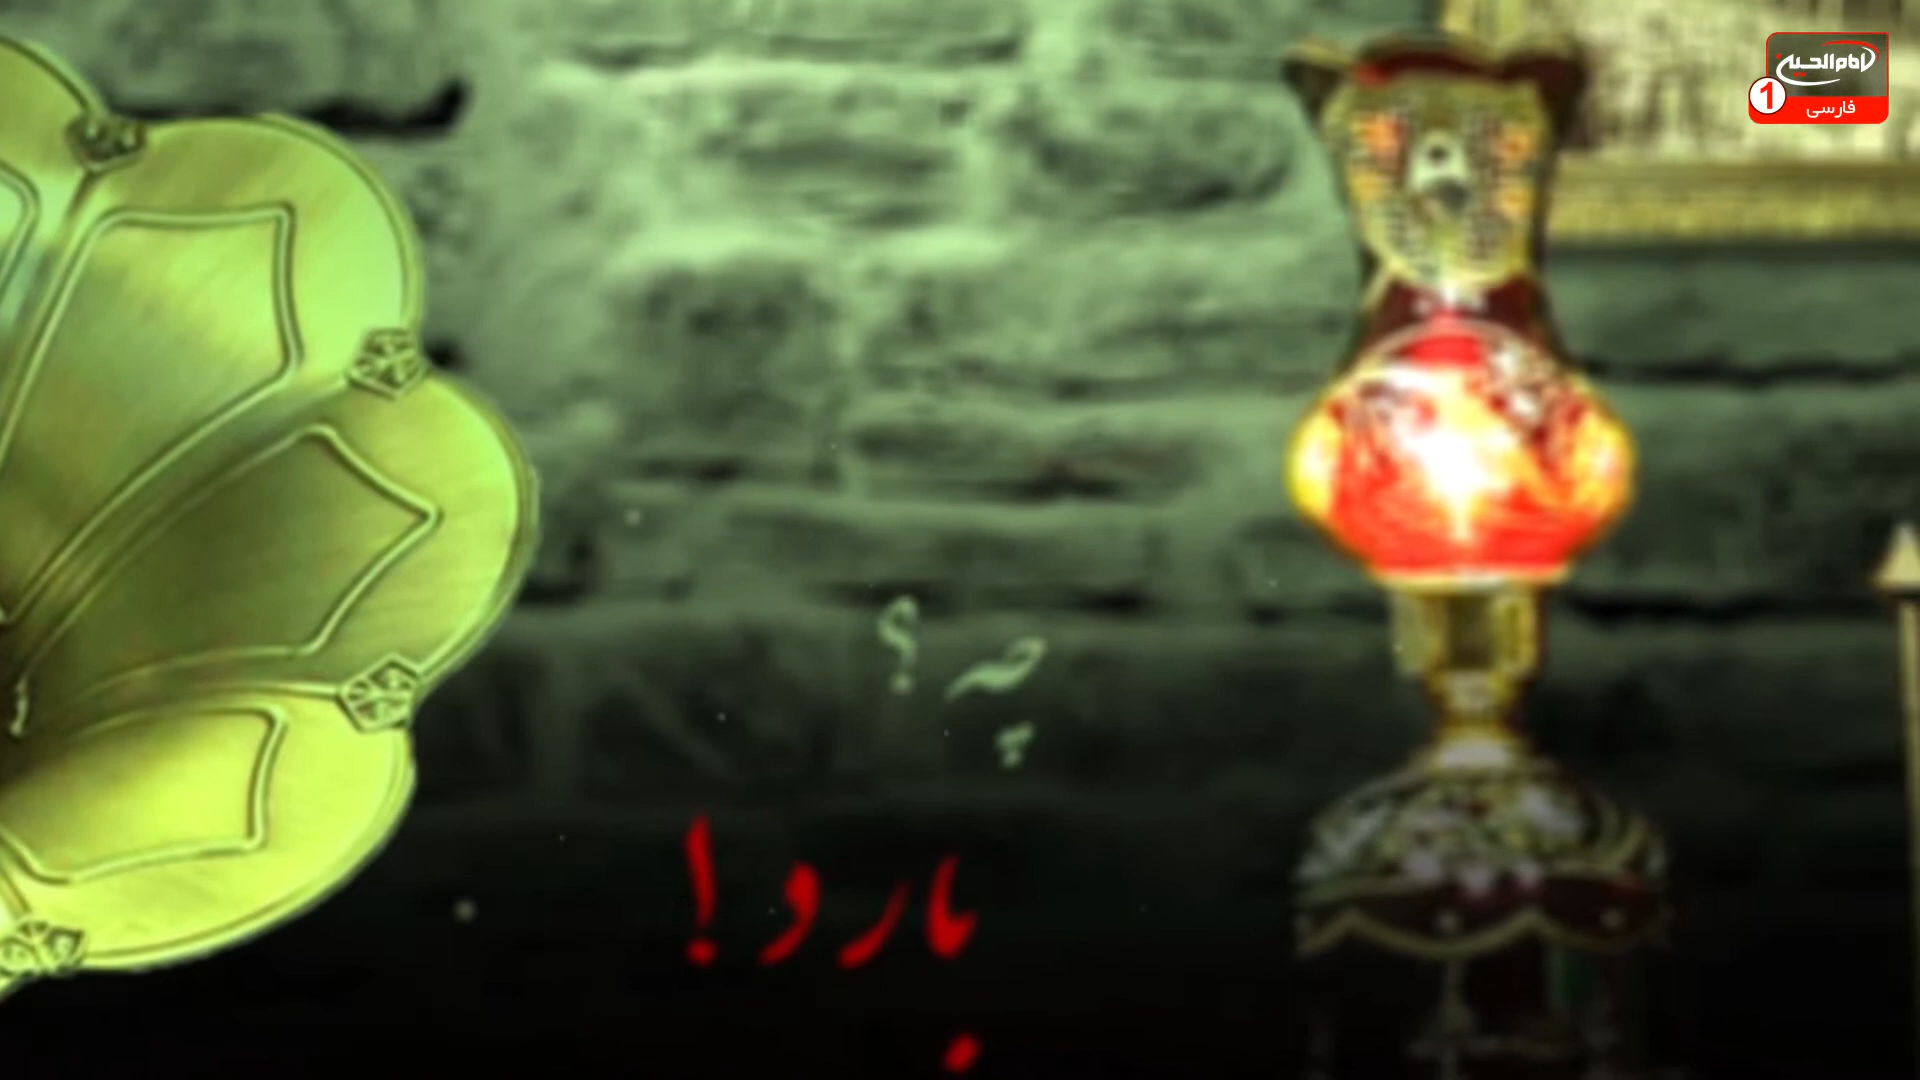 امام الحسین
1
فارسی
چه؟
بارد!